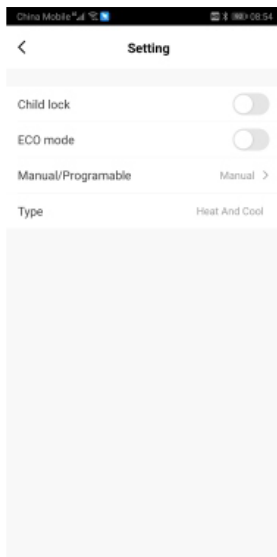 China Mobile 08:54
Setting
Child lock
ECO mode
Manual/Programable Manual
Type Heat And Cool